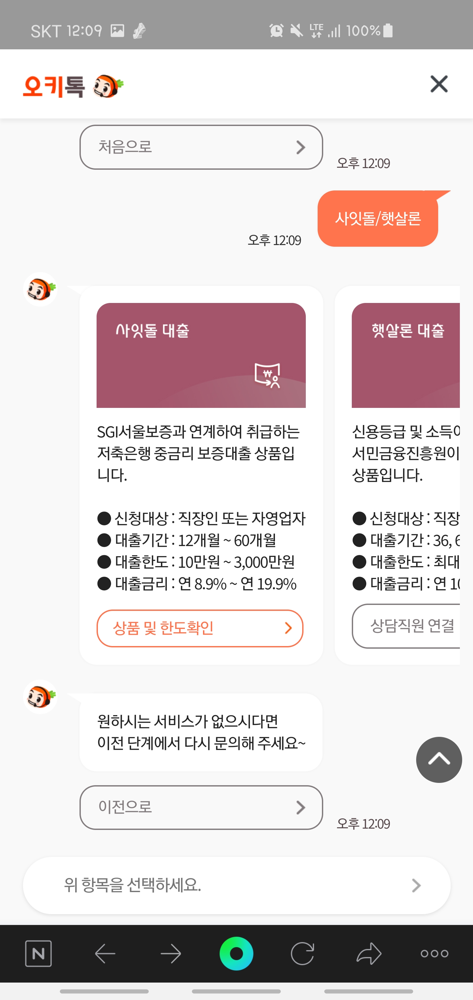 SKT 12:09
LTE 100%
오키톡
처음으로
오후 12:09
사잇돌/햇살론
오후 12:09
사잇돌 대출
SGI서울보증과 연계하여 취급하는
저축은행 중금리 보증대출 상품입
니다.
● 신청대상 : 직장인 또는 자영업자
● 대출기간 : 12개월 ~ 60개월
● 대출한도 : 10만원 ~ 3,000만원
● 대출금리 : 연 8.9% ~ 연 19.9%
상품 및 한도확인
햇살론 대출
신용등급 및 소득이
서민금융진흥원이
상품입니다.
● 신청대상 : 직장
● 대출기간 : 36, 6
● 대출한도 : 최대
● 대출금리 : 연 10
상담직원 연결
원하시는 서비스가 없으시다면
이전 단계에서 다시 문의해 주세요~
이전으로
오후 12:09
위 항목을 선택하세요.
N